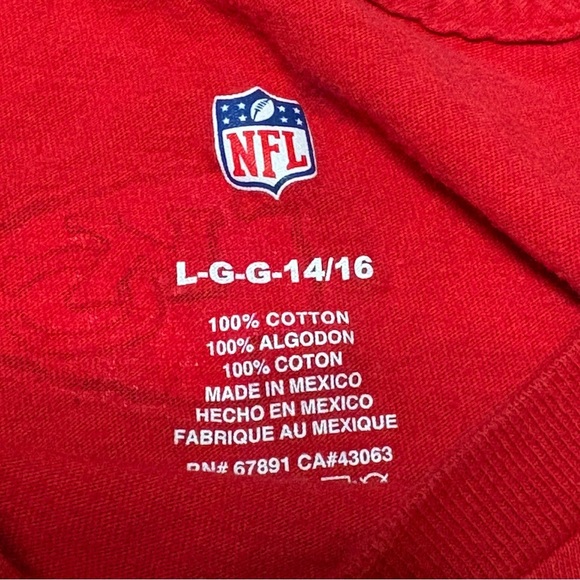 NFL
L-G-G-14/16
100% COTTON
100% ALGODON
100% COTON
MADE IN MEXICO
HECHO EN MEXICO
FABRIQUE AU MEXIQUE
RN# 67891 CA#43063